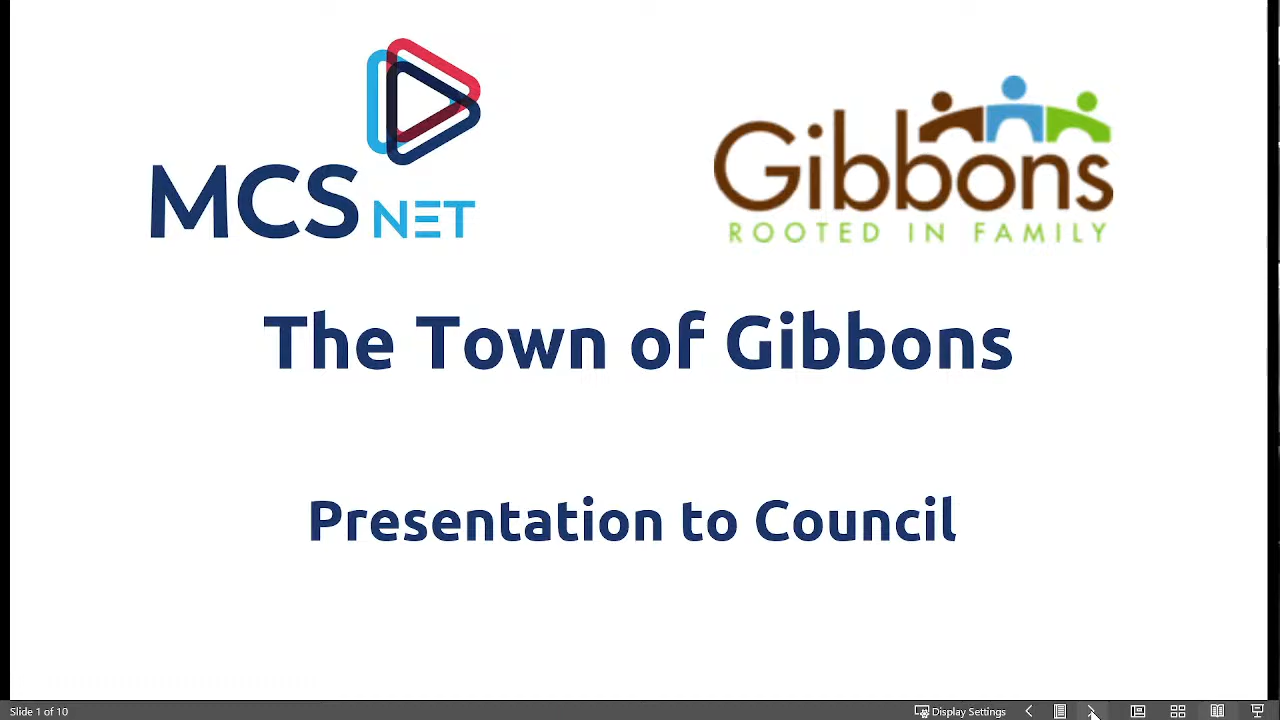 MCS NET
Gibbons
ROOTED IN FAMILY
The Town of Gibbons
Presentation to Council
Slide 1 of 10
Display Settings